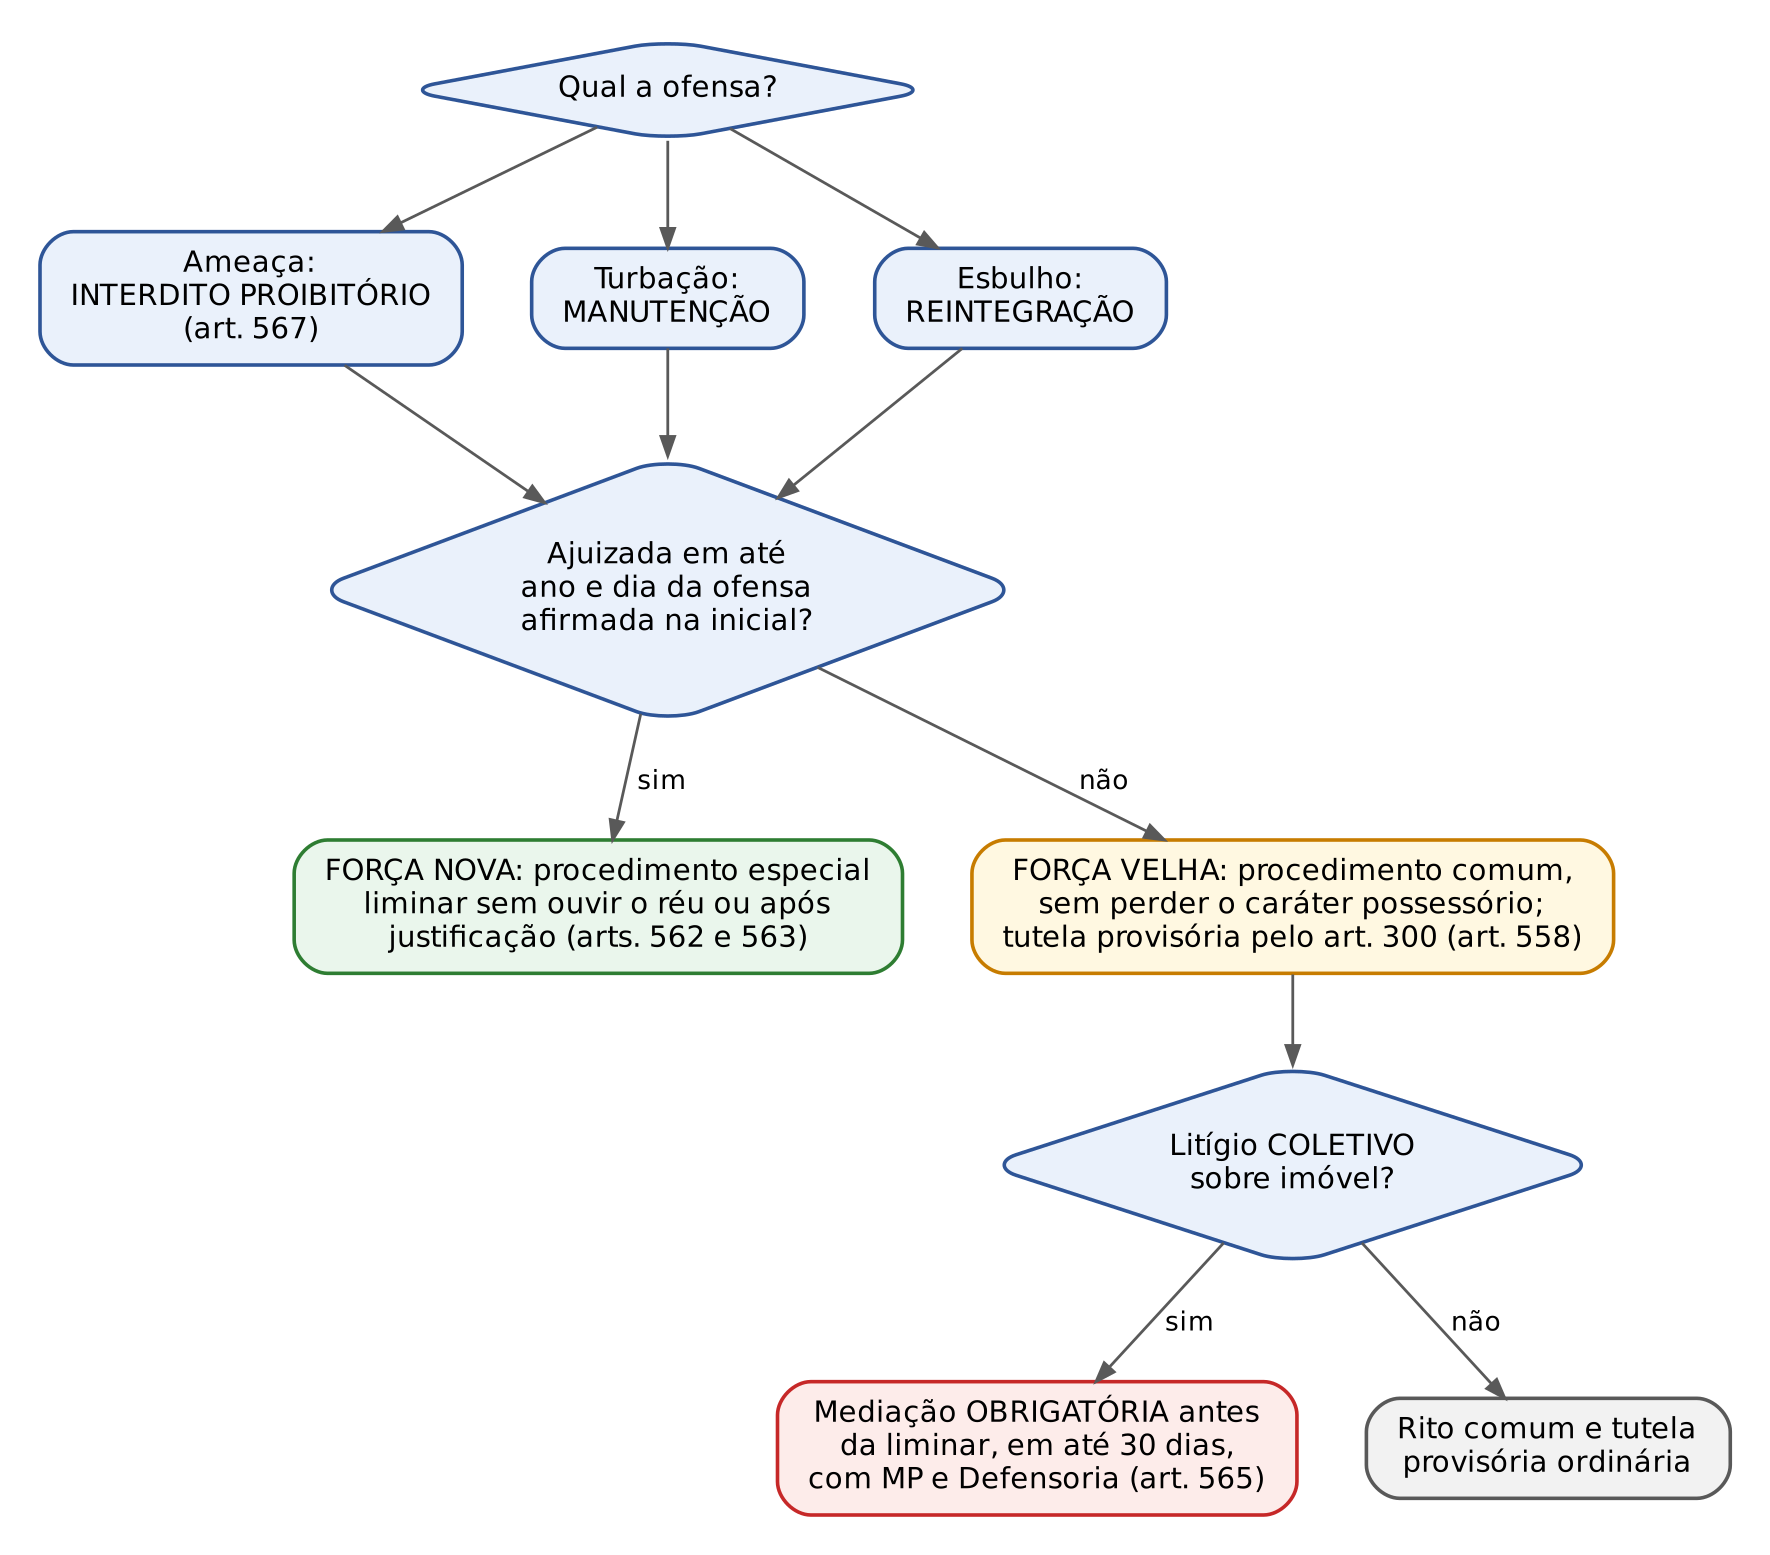 Qual a ofensa?
Ameaça:
INTERDITO PROIBITÓRIO
(art. 567)
Turbação:
MANUTENÇÃO
Esbulho:
REINTEGRAÇÃO
Ajuizada em até
ano e dia da ofensa
afirmada na inicial?
sim
não
FORÇA NOVA: procedimento especial
liminar sem ouvir o réu ou após
justificação (arts. 562 e 563)
FORÇA VELHA: procedimento comum,
sem perder o caráter possessório;
tutela provisória pelo art. 300 (art. 558)
Litígio COLETIVO
sobre imóvel?
sim
não
Mediação OBRIGATÓRIA antes
da liminar, em até 30 dias,
com MP e Defensoria (art. 565)
Rito comum e tutela
provisória ordinária